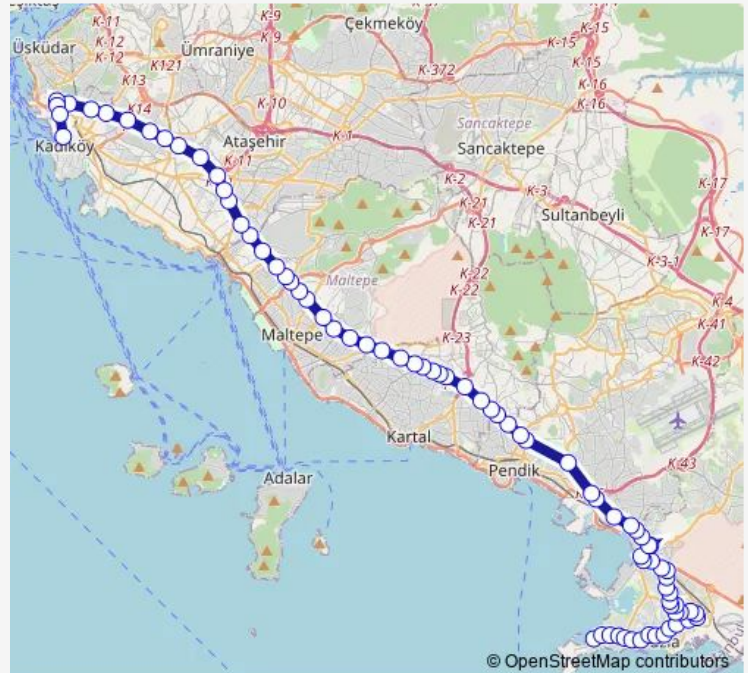 K-11
K-9
Çekmeköy
K-15
Üsküdar
K-12
K-12
Ümraniye
K-9
K-15
K121
K-372
K-15
K13
K-16
K14
K-10
K-16
Sancaktepe
Kadıköy
Ataşehir
K-1
Sancaktepe
K-11
K-2
K-3
K-17
K-21
Sultanbeyli
K-21
K-17
K-3-1
K-22
Maltepe
K-22
K-4
K-41
Maltepe
K-23
K-42
Kartal
K-43
Pendik
Adalar
© OpenStreetMap contributors